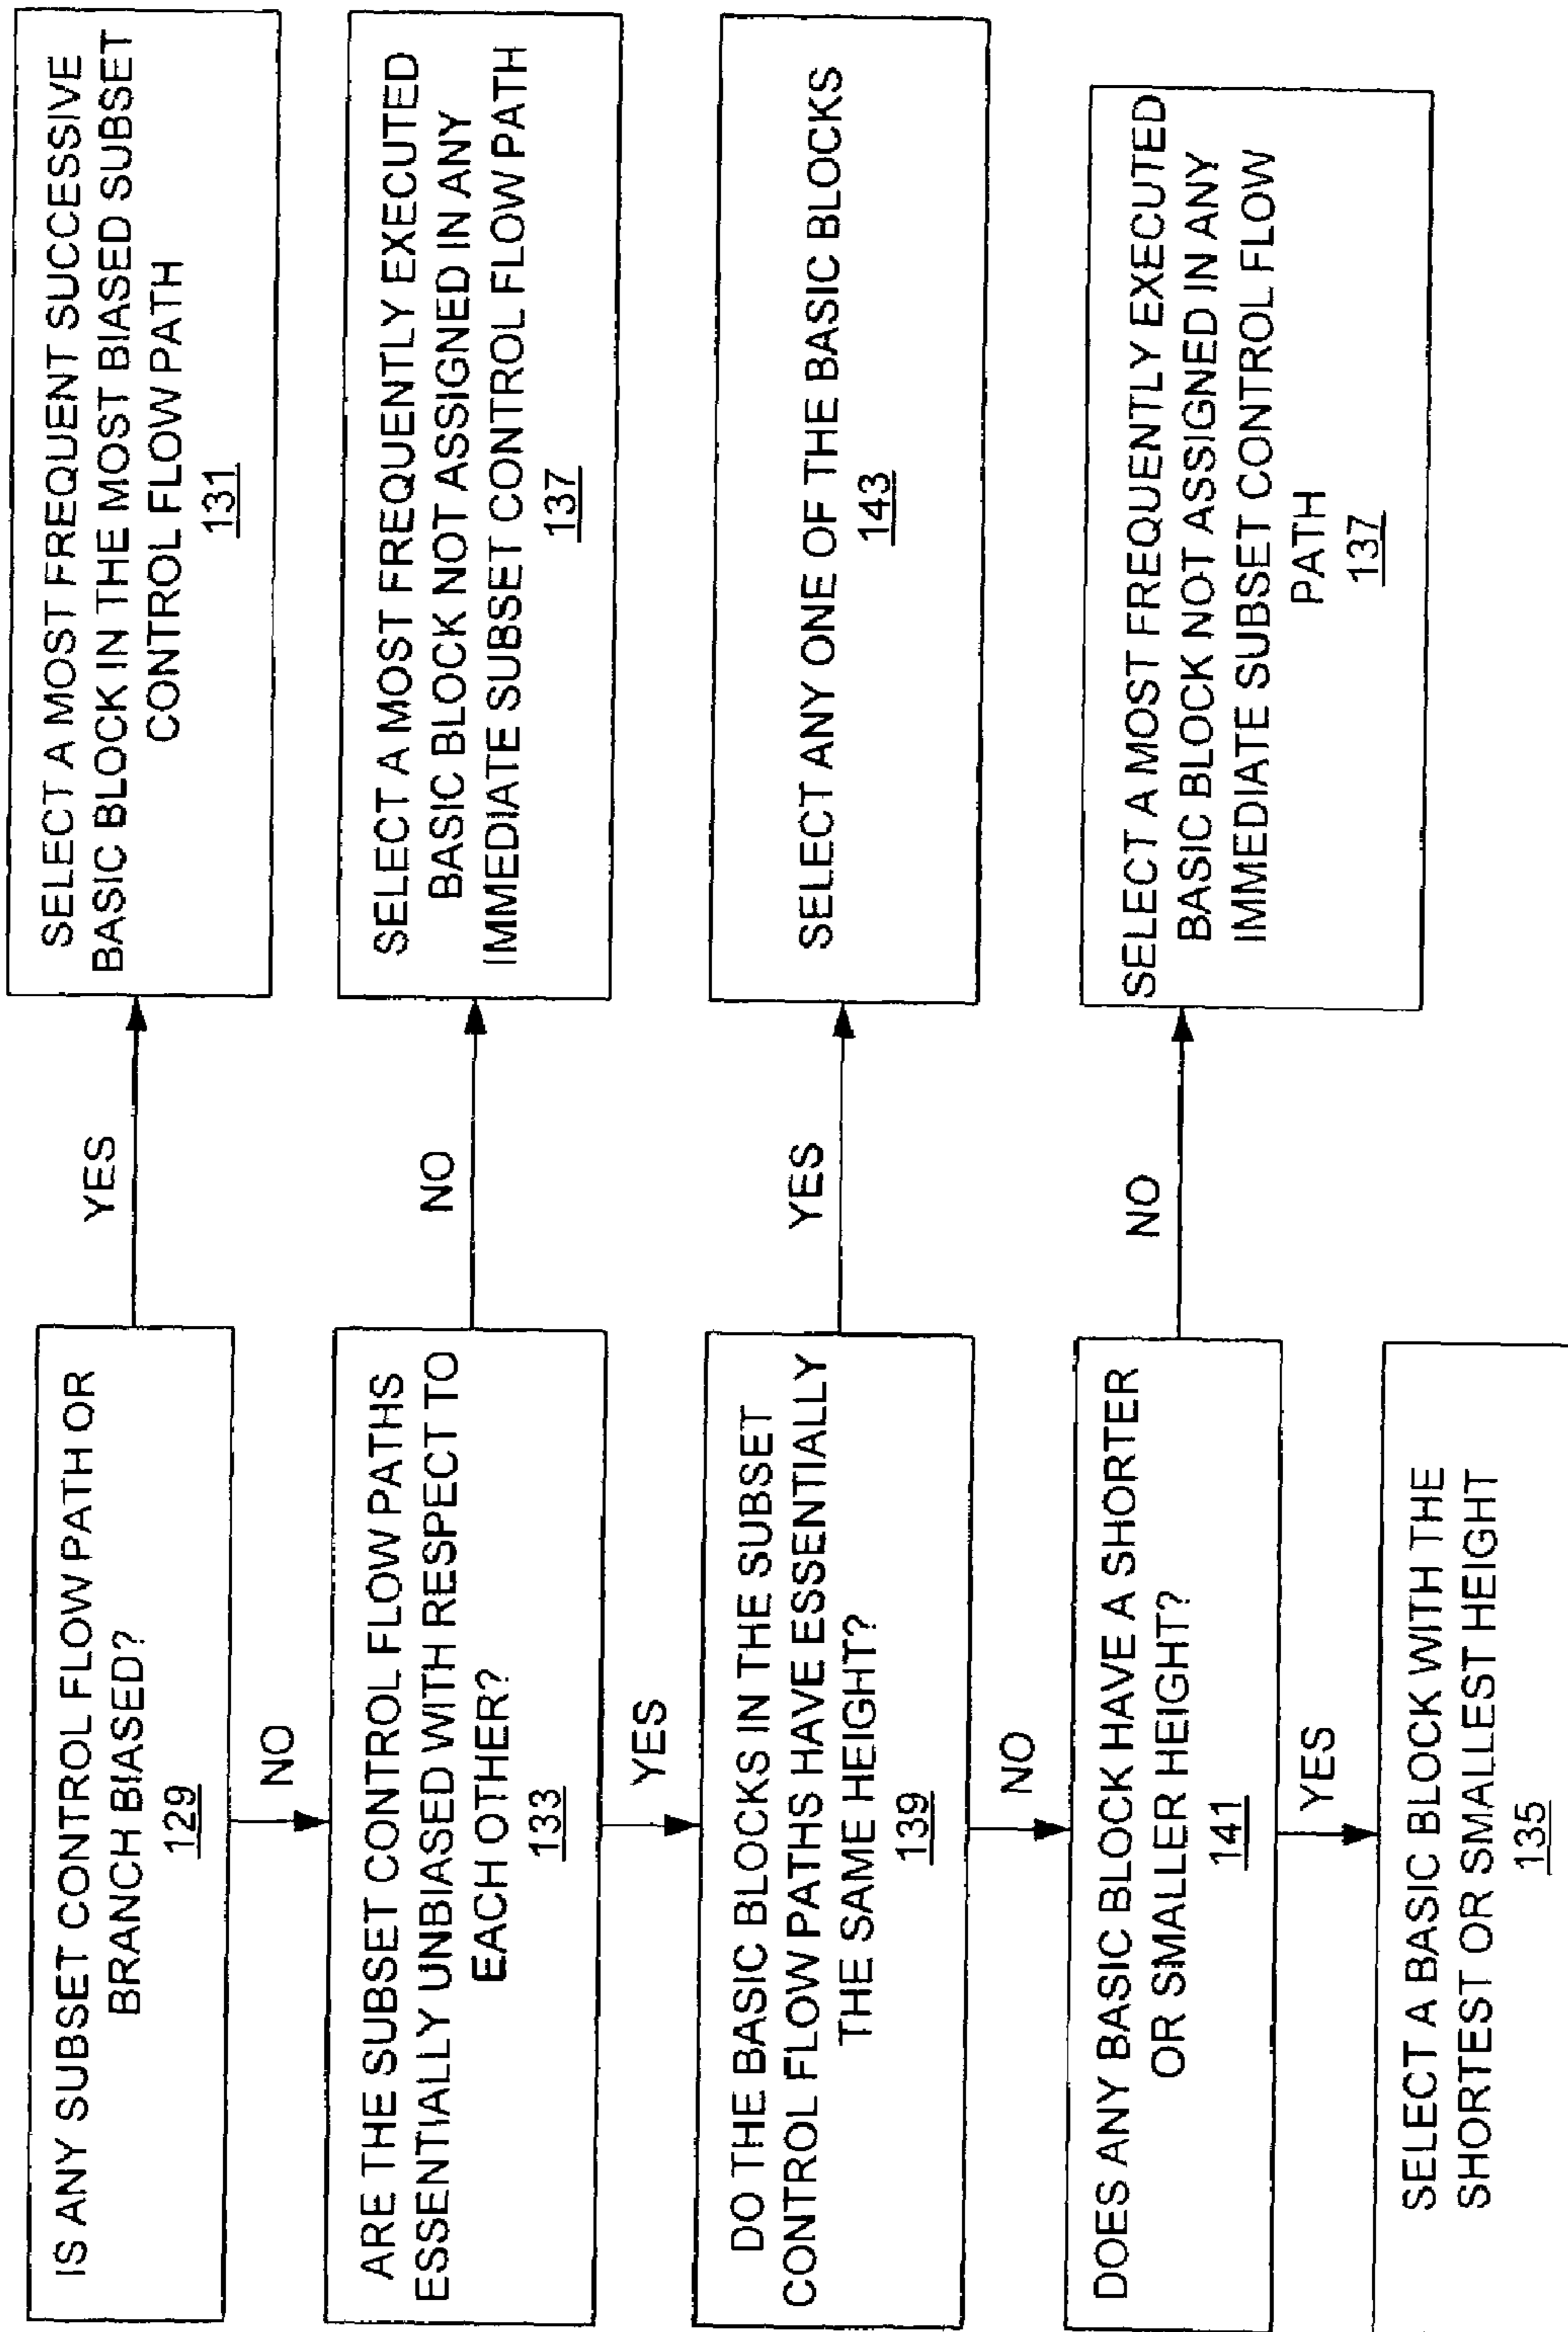 IS ANY SUBSET CONTROL FLOW PATH OR
BRANCH BIASED?
129
YES
SELECT A MOST FREQUENT SUCCESSIVE
BASIC BLOCK IN THE MOST BIASED SUBSET
CONTROL FLOW PATH
131
NO
ARE THE SUBSET CONTROL FLOW PATHS
ESSENTIALLY UNBIASED WITH RESPECT TO
EACH OTHER?
133
NO
SELECT A MOST FREQUENTLY EXECUTED
BASIC BLOCK NOT ASSIGNED IN ANY
IMMEDIATE SUBSET CONTROL FLOW PATH
137
YES
DO THE BASIC BLOCKS IN THE SUBSET
CONTROL FLOW PATHS HAVE ESSENTIALLY
THE SAME HEIGHT?
139
YES
SELECT ANY ONE OF THE BASIC BLOCKS
143
NO
DOES ANY BASIC BLOCK HAVE A SHORTER
OR SMALLER HEIGHT?
141
NO
SELECT A MOST FREQUENTLY EXECUTED
BASIC BLOCK NOT ASSIGNED IN ANY
IMMEDIATE SUBSET CONTROL FLOW
PATH
137
YES
SELECT A BASIC BLOCK WITH THE
SHORTEST OR SMALLEST HEIGHT
135